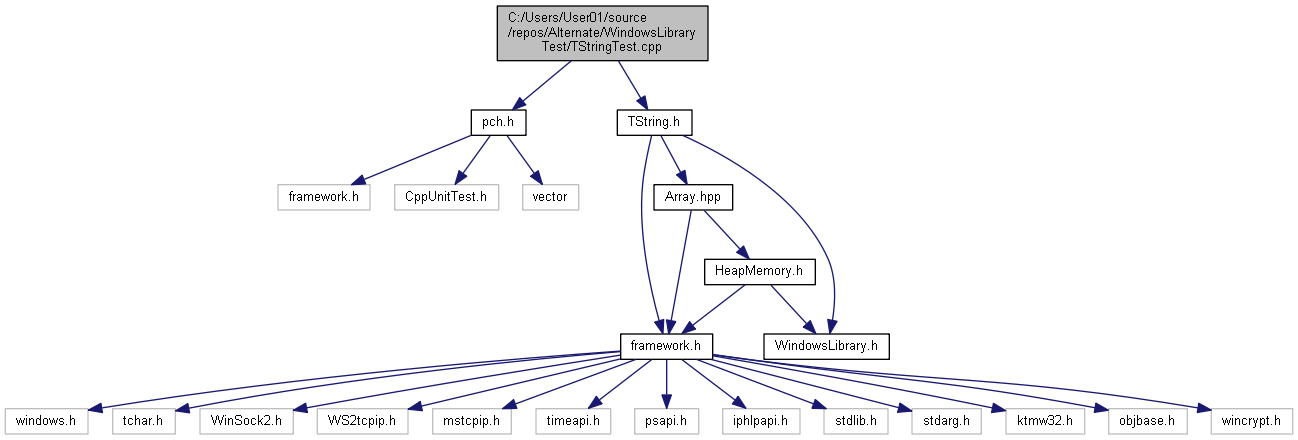 C:/Users/User01/source
/repos/Alternate/WindowsLibrary
Test/TStringTest.cpp
pch.h
TString.h
framework.h
CppUnitTest.h
vector
Array.hpp
HeapMemory.h
framework.h
WindowsLibrary.h
windows.h
tchar.h
WinSock2.h
WS2tcpip.h
mstcpip.h
timeapi.h
psapi.h
iphlpapi.h
stdlib.h
stdarg.h
ktmw32.h
objbase.h
wincrypt.h